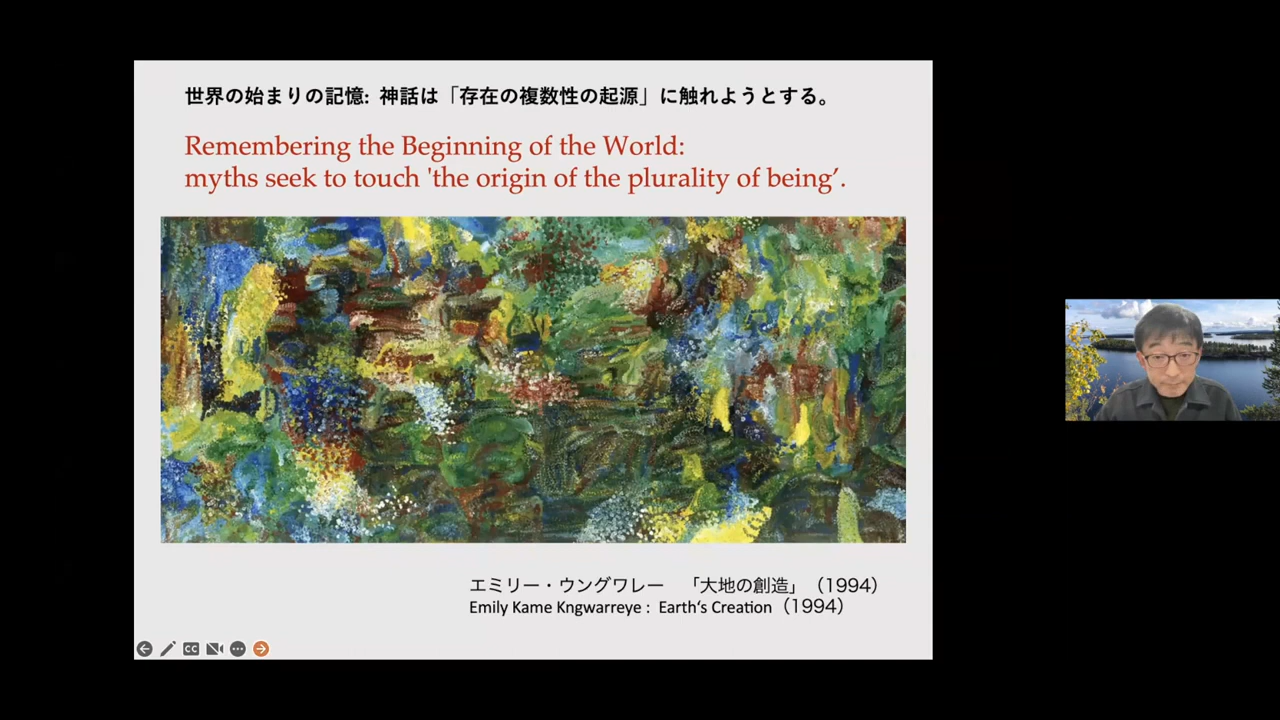 世界の始まりの記憶: 神話は「存在の複数性の起源」に触れようとする。
Remembering the Beginning of the World:
myths seek to touch 'the origin of the plurality of being'.
エミリー・ウングワレー 「大地の創造」（1994）
Emily Kame Kngwarreye : Earth's Creation（1994）
CC